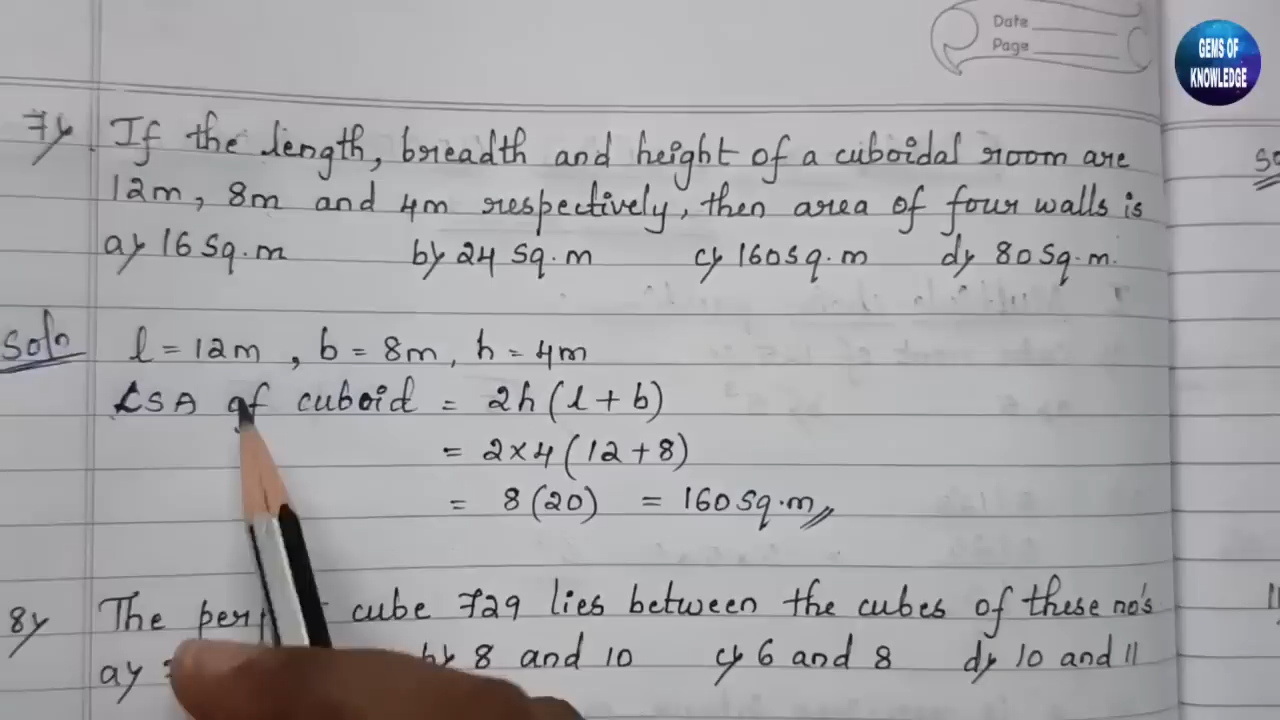 Date
Page
GEMS OF
KNOWLEDGE
7) If the length, breadth and height of a cuboidal room are
12m, 8m and 4m respectively, then area of four walls is
a) 16 Sq.m b) 24 Sq.m c) 160 Sq.m d) 80 Sq.m.
Soln l = 12m, b = 8m, h = 4m
LSA of cuboid = 2h (l + b)
= 2 × 4 (12 + 8)
= 8 (20) = 160 Sq.m
8) The cube 729 lies between the cubes of these no's
a) b) 8 and 10 c) 6 and 8 d) 10 and 11